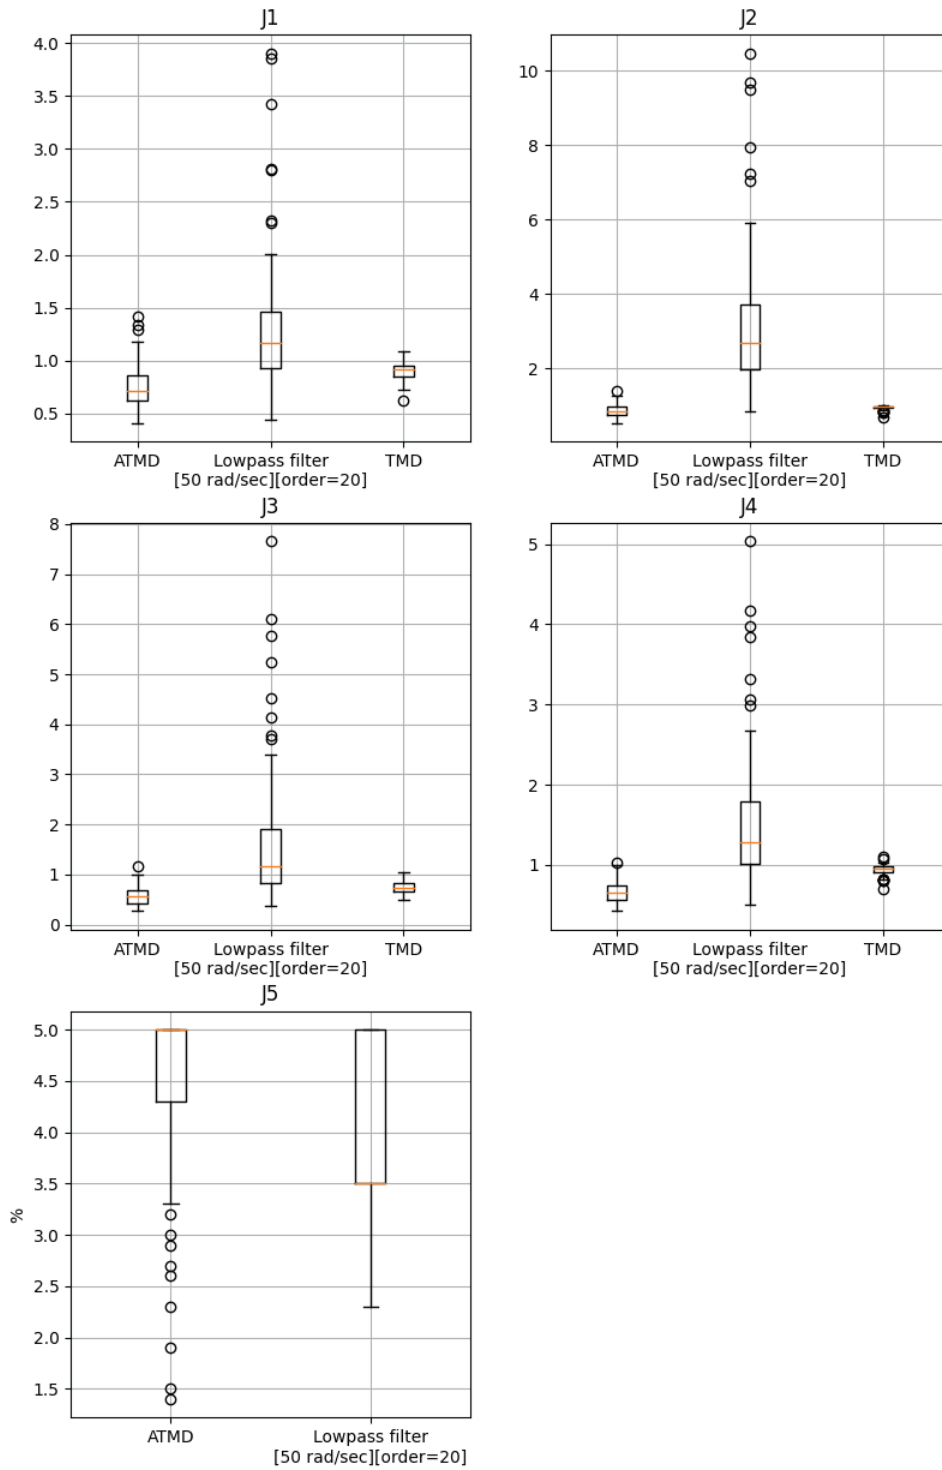 J1
4.0
3.5
3.0
2.5
2.0
1.5
1.0
0.5
ATMD
Lowpass filter
[50 rad/sec][order=20]
TMD
J2
10
8
6
4
2
ATMD
Lowpass filter
[50 rad/sec][order=20]
TMD
J3
8
7
6
5
4
3
2
1
0
ATMD
Lowpass filter
[50 rad/sec][order=20]
TMD
J4
5
4
3
2
1
ATMD
Lowpass filter
[50 rad/sec][order=20]
TMD
J5
%
5.0
4.5
4.0
3.5
3.0
2.5
2.0
1.5
ATMD
Lowpass filter
[50 rad/sec][order=20]